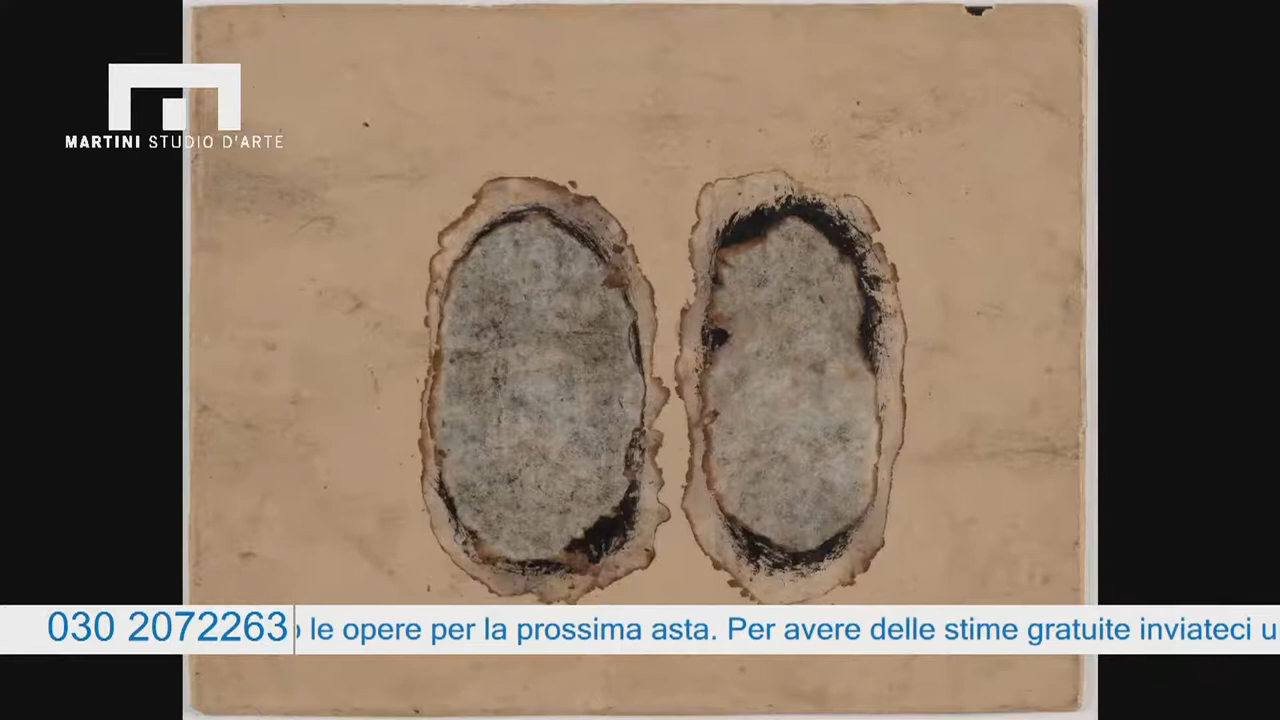 MARTINI STUDIO D'ARTE
030 2072263 le opere per la prossima asta. Per avere delle stime gratuite inviateci